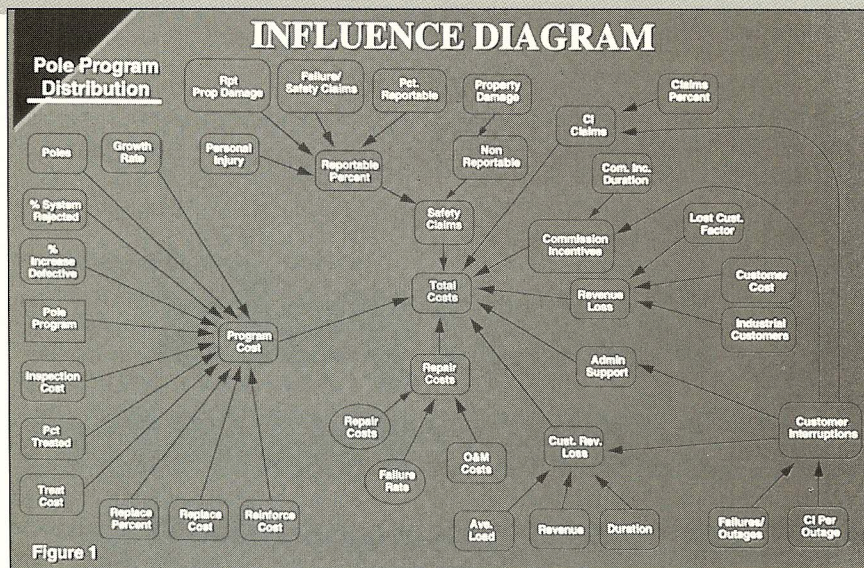 INFLUENCE DIAGRAM
Pole Program
Distribution
Rpt
Prop Damage
Failure/
Safety Claims
Pct.
Reportable
Property
Damage
Claims
Percent
CI
Claims
Poles
Growth
Rate
Personal
Injury
Reportable
Percent
Non
Reportable
Com. Inc.
Duration
% System
Rejected
Safety
Claims
Commission
Incentives
Lost Cust.
Factor
%
Increase
Defective
Total
Costs
Revenue
Loss
Customer
Cost
Pole
Program
Program
Cost
Industrial
Customers
Inspection
Cost
Repair
Costs
Admin
Support
Pct
Treated
Repair
Costs
Failure
Rate
O&M
Costs
Cust. Rev.
Loss
Customer
Interruptions
Treat
Cost
Replace
Percent
Replace
Cost
Reinforce
Cost
Ave.
Load
Revenue
Duration
Failures/
Outages
CI Per
Outage
Figure 1